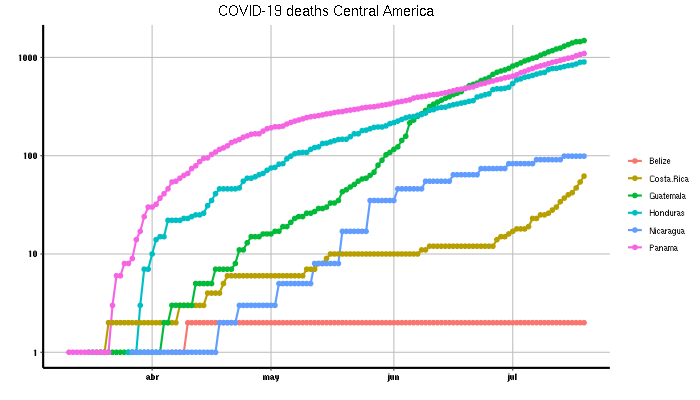 COVID-19 deaths Central America
1000
100
10
1
abr
may
jun
jul
Belize
Costa.Rica
Guatemala
Honduras
Nicaragua
Panama